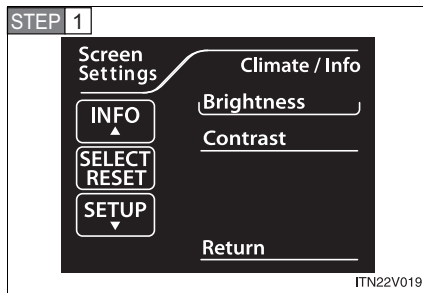 STEP 1
Screen
Settings
Climate / Info
INFO
SELECT
RESET
SETUP
Brightness
Contrast
Return
ITN22V019